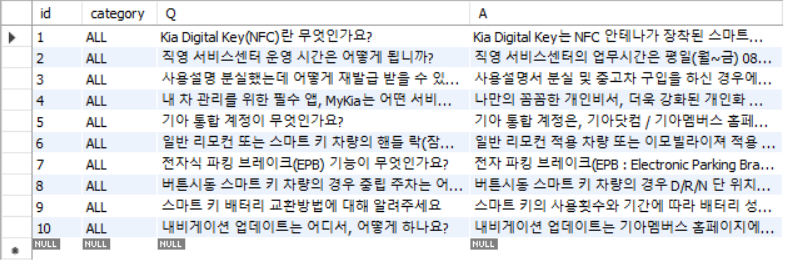 id category Q A
1 ALL Kia Digital Key(NFC)란 무엇인가요? Kia Digital Key는 NFC 안테나가 장착된 스마트...
2 ALL 직영 서비스센터 운영 시간은 어떻게 됩니까? 직영 서비스센터의 업무시간은 평일(월~금) 08...
3 ALL 사용설명 분실했는데 어떻게 재발급 받을 수 있... 사용설명서 분실 및 중고차 구입을 하신 경우에...
4 ALL 내 차 관리를 위한 필수 앱, MyKia는 어떤 서비... 나만의 꼼꼼한 개인비서, 더욱 강화된 개인화 ...
5 ALL 기아 통합 계정이 무엇인가요? 기아 통합 계정은, 기아닷컴 / 기아멤버스 홈페...
6 ALL 일반 리모컨 또는 스마트 키 차량의 핸들 락(잠... 일반 리모컨 적용 차량 또는 이모빌라이져 적용 ...
7 ALL 전자식 파킹 브레이크(EPB) 기능이 무엇인가요? 전자 파킹 브레이크(EPB : Electronic Parking Bra...
8 ALL 버튼시동 스마트 키 차량의 경우 중립 주차는 어... 버튼시동 스마트 키 차량의 경우 D/R/N 단 위치...
9 ALL 스마트 키 배터리 교환방법에 대해 알려주세요 스마트 키의 사용횟수와 기간에 따라 배터리 성...
10 ALL 내비게이션 업데이트는 어디서, 어떻게 하나요? 내비게이션 업데이트는 기아멤버스 홈페이지에...
NULL NULL NULL NULL